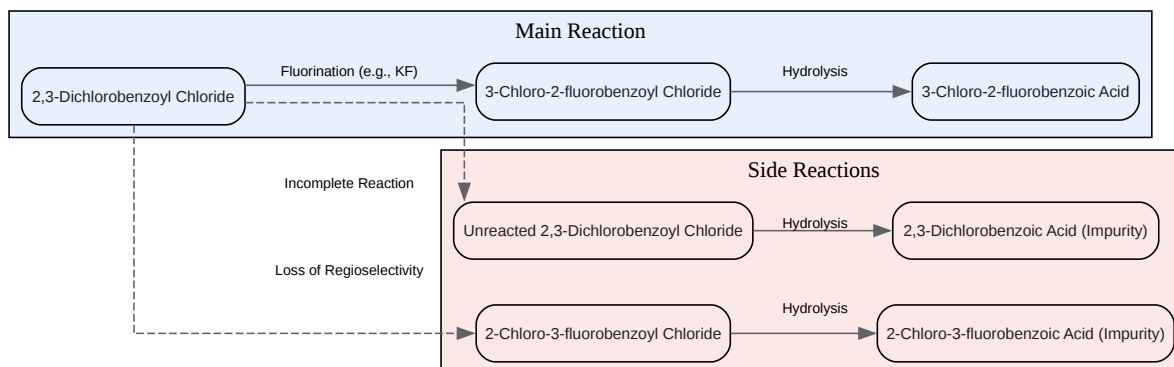 Main Reaction
2,3-Dichlorobenzoyl Chloride
Fluorination (e.g., KF)
3-Chloro-2-fluorobenzoyl Chloride
Hydrolysis
3-Chloro-2-fluorobenzoic Acid
Incomplete Reaction
Loss of Regioselectivity
Side Reactions
Unreacted 2,3-Dichlorobenzoyl Chloride
Hydrolysis
2,3-Dichlorobenzoic Acid (Impurity)
2-Chloro-3-fluorobenzoyl Chloride
Hydrolysis
2-Chloro-3-fluorobenzoic Acid (Impurity)